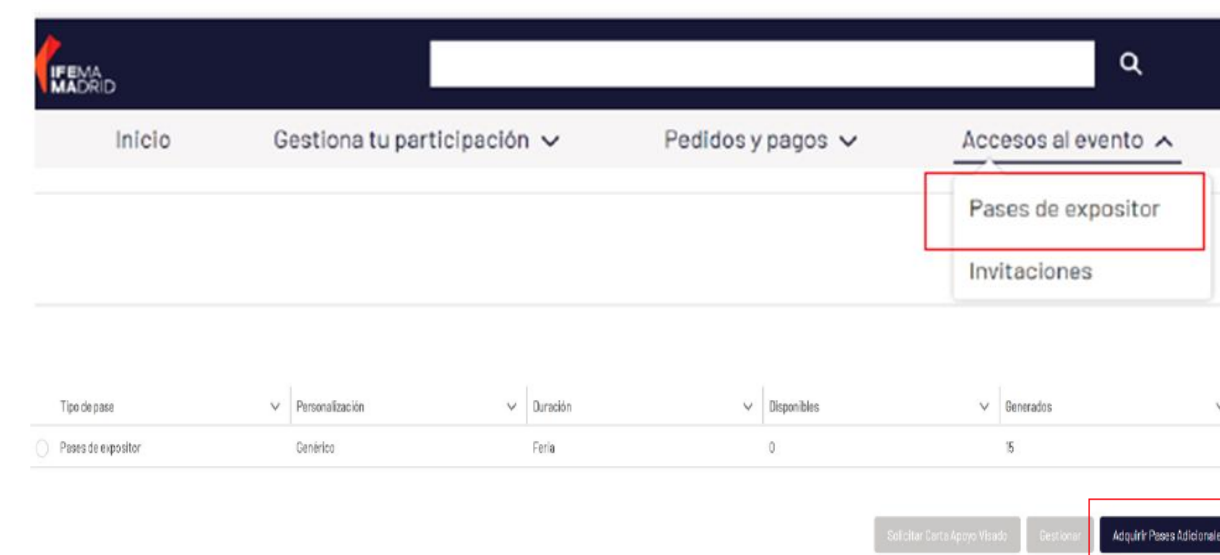 IFEMA
MADRID
Inicio Gestiona tu participación Pedidos y pagos Accesos al evento
Pases de expositor
Invitaciones
Tipo de pase Personalización Duración Disponibles Generados
Pases de expositor Genérico Feria 0 15
Solicitar Carta Apoyo Visado Gestionar Adquirir Pases Adicionale